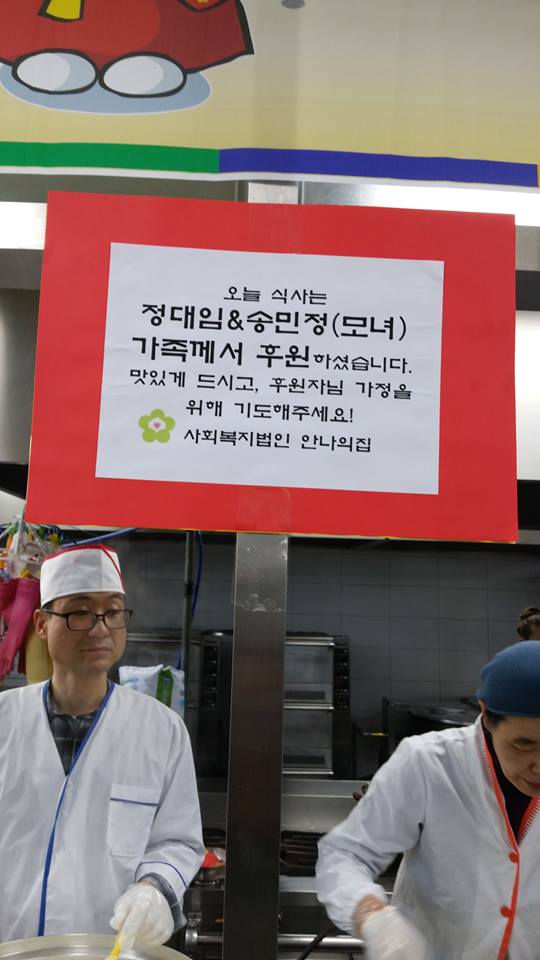 오늘 식사는
정대임&송민정(모녀)
가족께서 후원하셨습니다.
맛있게 드시고, 후원자님 가정을
위해 기도해주세요!
사회복지법인 안나의집